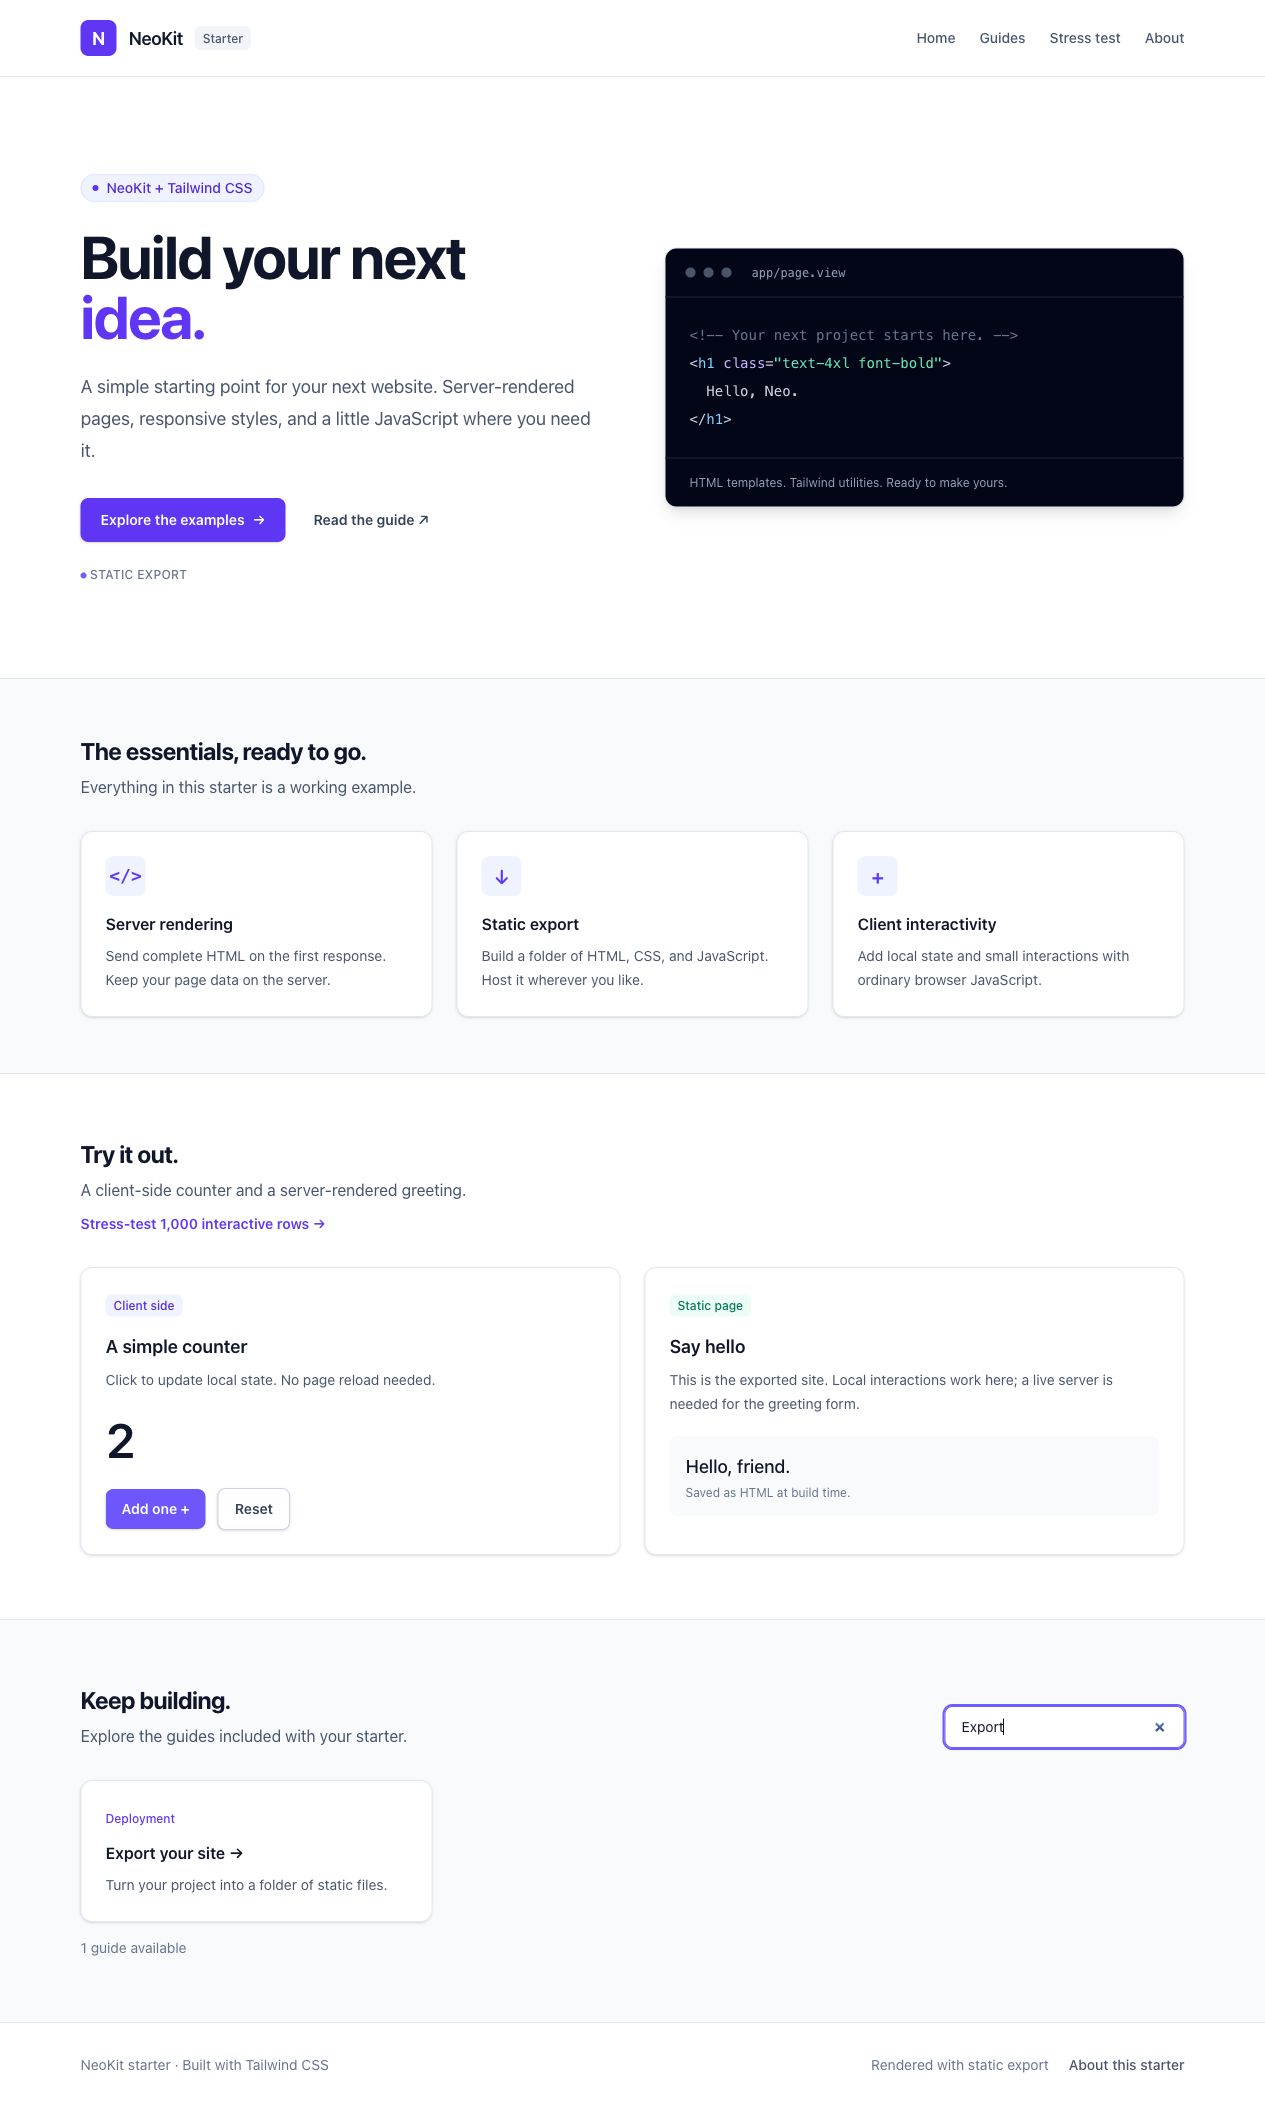 N NeoKit Starter Home Guides Stress test About
NeoKit + Tailwind CSS
Build your next
idea.
A simple starting point for your next website. Server-rendered
pages, responsive styles, and a little JavaScript where you need
it.
Explore the examples → Read the guide ↗
STATIC EXPORT
app/page.view
<!-- Your next project starts here. -->
<h1 class="text-4xl font-bold">
Hello, Neo.
</h1>
HTML templates. Tailwind utilities. Ready to make yours.
The essentials, ready to go.
Everything in this starter is a working example.
</>
Server rendering
Send complete HTML on the first response.
Keep your page data on the server.
↓
Static export
Build a folder of HTML, CSS, and JavaScript.
Host it wherever you like.
+
Client interactivity
Add local state and small interactions with
ordinary browser JavaScript.
Try it out.
A client-side counter and a server-rendered greeting.
Stress-test 1,000 interactive rows →
Client side
A simple counter
Click to update local state. No page reload needed.
2
Add one + Reset
Static page
Say hello
This is the exported site. Local interactions work here; a live server is
needed for the greeting form.
Hello, friend.
Saved as HTML at build time.
Keep building.
Explore the guides included with your starter.
Export ×
Deployment
Export your site →
Turn your project into a folder of static files.
1 guide available
NeoKit starter · Built with Tailwind CSS Rendered with static export About this starter